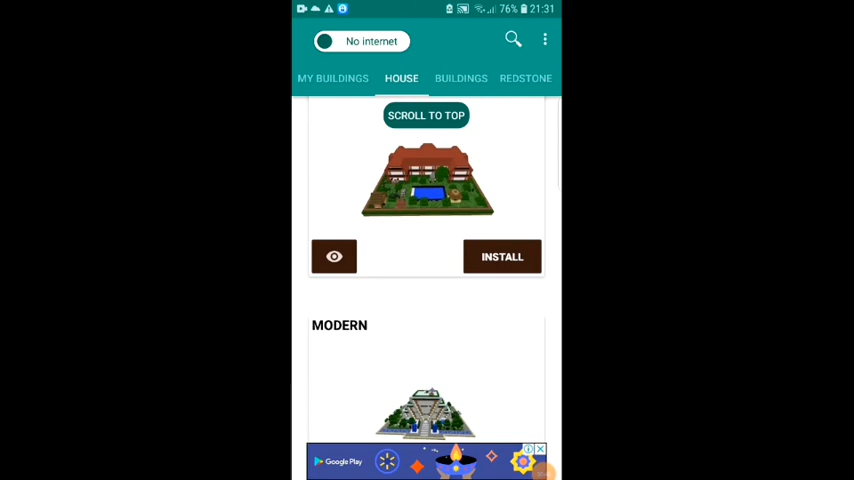 76% 21:31
No internet
MY BUILDINGS HOUSE BUILDINGS REDSTONE
SCROLL TO TOP
INSTALL
MODERN
Google Play